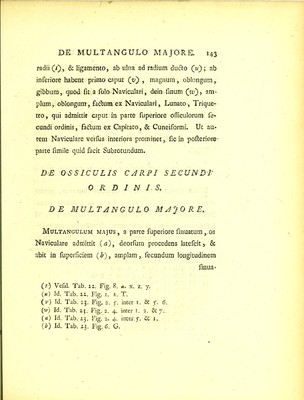 DE MULTANGULO MAJORE. 143
radii (s), & ligamento, ab ulna ad radium ducto (u); ab
inferiore habent primo caput (v), magnum, oblongum,
gibbum, quod fit a solo Naviculari, dein sinum (w), am-
plum, oblongum, factum ex Naviculari, Lunato, Trique-
tro, qui admittit caput in parte superiore officulorum se-
cundi ordinis, factum ex Capitato, & Cuneiformi. Ut au-
tem Naviculare versus interiora prominet, sic in posteriore
parte simile quid facit Subrotundum.
DE OSSICULIS CARPI SECUNDI
ORDINIS.
DE MULTANGULO MAJORE.
MULTANGULUM MAJUS, a parte superiore sinuatum, os
Naviculare admittit (a), deorsum procedens latescit, &
abit in superficiem (b), amplam, secundum longitudinem
sinua-
(t) Vesal. Tab. 22. Fig. 8. a. x. z. y.
(u) Id. Tab. 22. Fig. 1. 2. T.
(v) Id. Tab. 23. Fig. 2. 5. inter 1. & 5. 6.
(w) Id. Tab. 23. Fig. 2. 4. inter 1. 2. & 7.
(a) Id. Tab. 23. Fig. 2. 4. inter 5. & 1.
(b) Id. Tab. 23. Fig. 6. G.